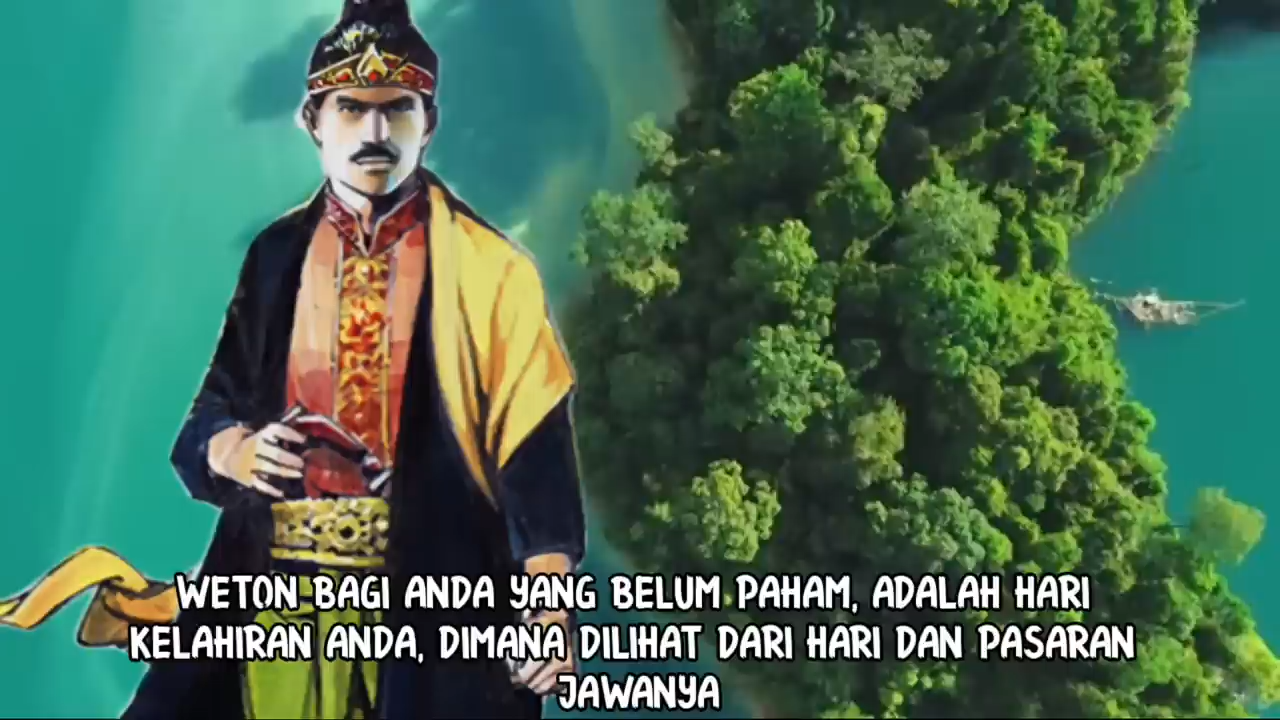 WETON BAGI ANDA YANG BELUM PAHAM, ADALAH HARI
KELAHIRAN ANDA, DIMANA DILIHAT DARI HARI DAN PASARAN
JAWANYA